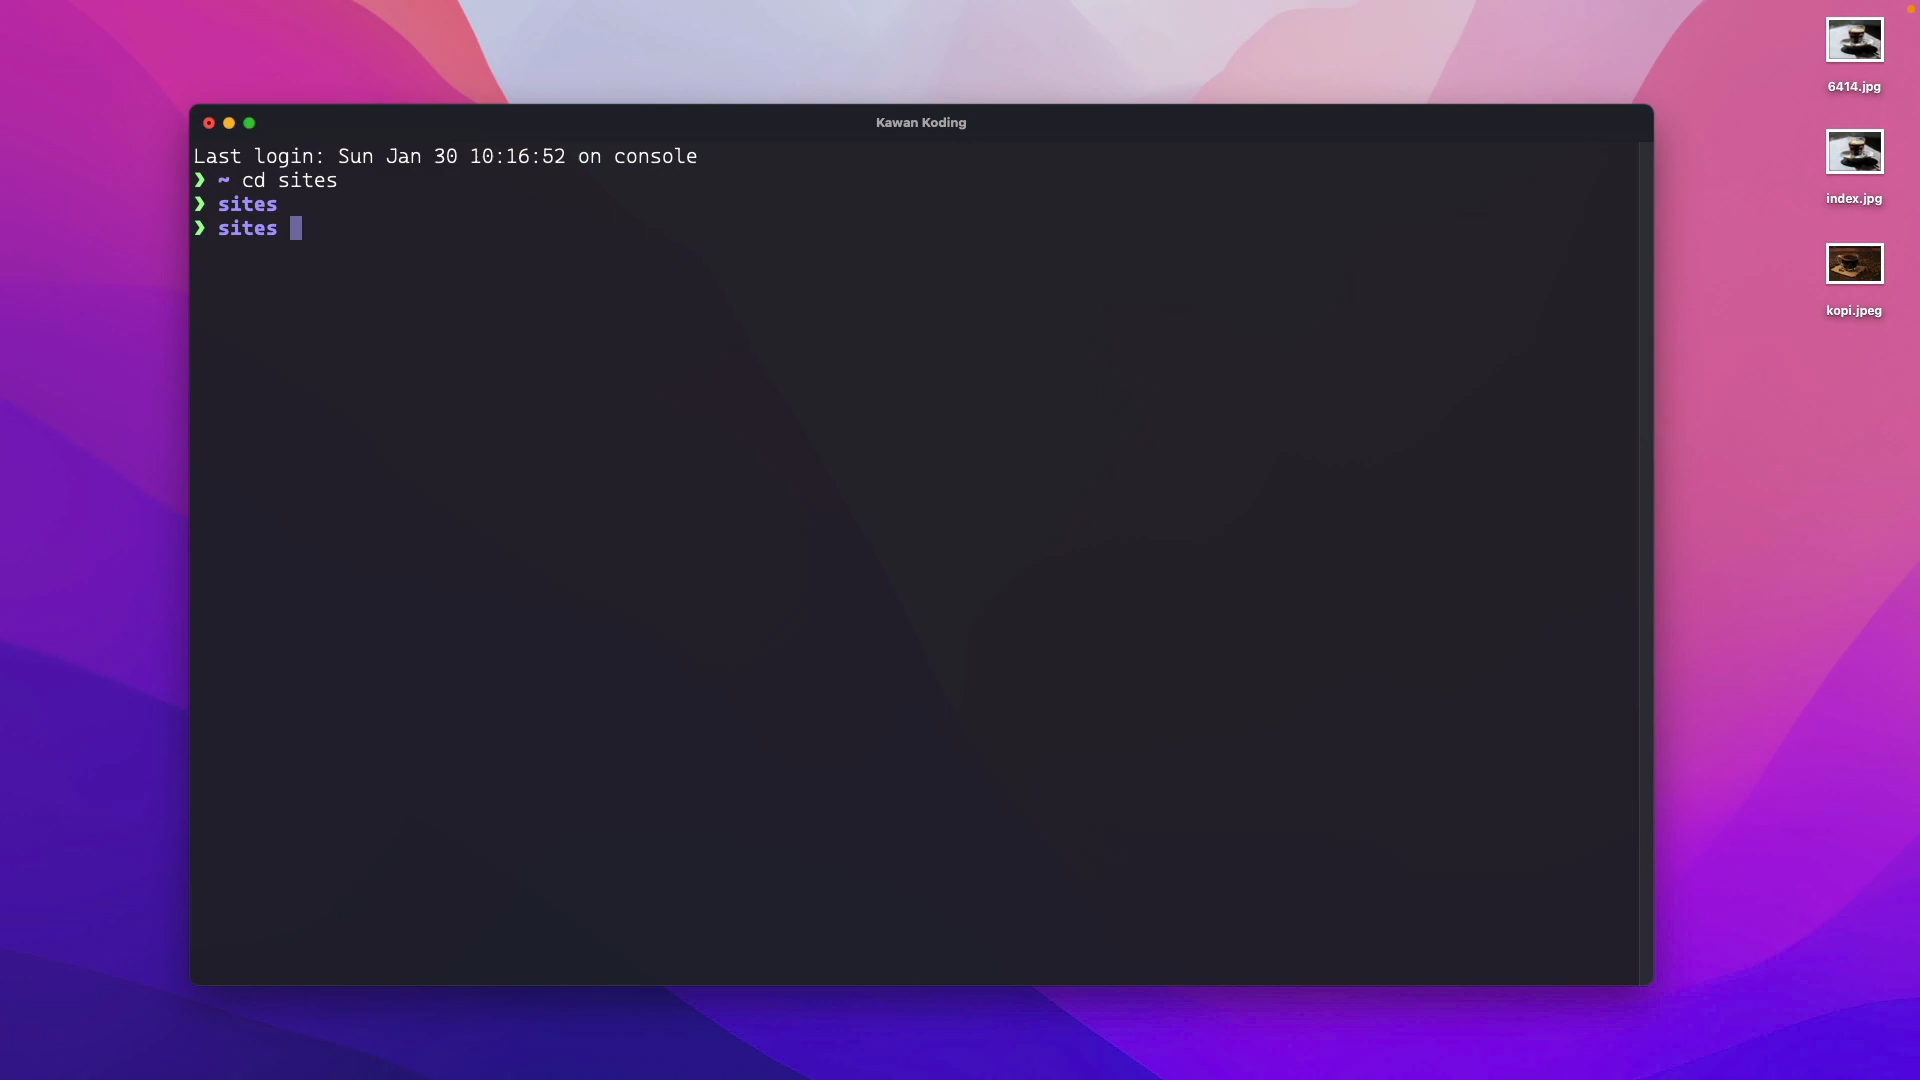 Kawan Koding
Last login: Sun Jan 30 10:16:52 on console
❯ ~ cd sites
❯ sites
❯ sites
6414.jpg
index.jpg
kopi.jpeg